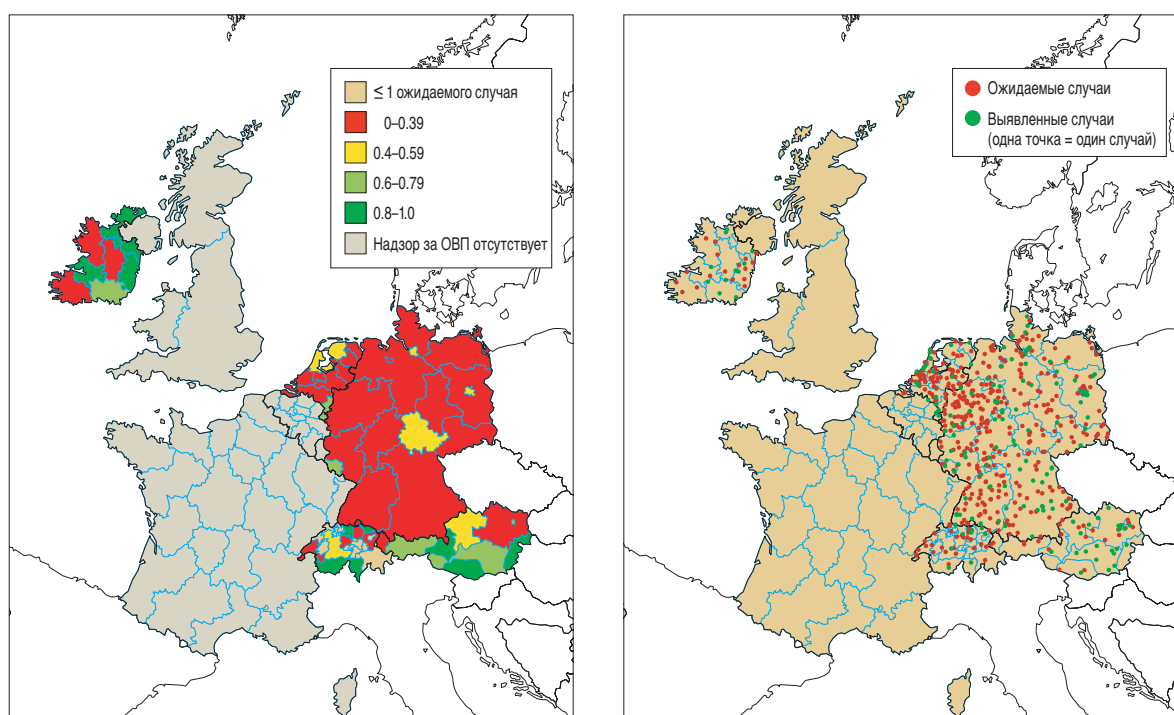 ≤ 1 ожидаемого случая
0–0.39
0.4–0.59
0.6–0.79
0.8–1.0
Надзор за ОВП отсутствует
Ожидаемые случаи
Выявленные случаи
(одна точка = один случай)